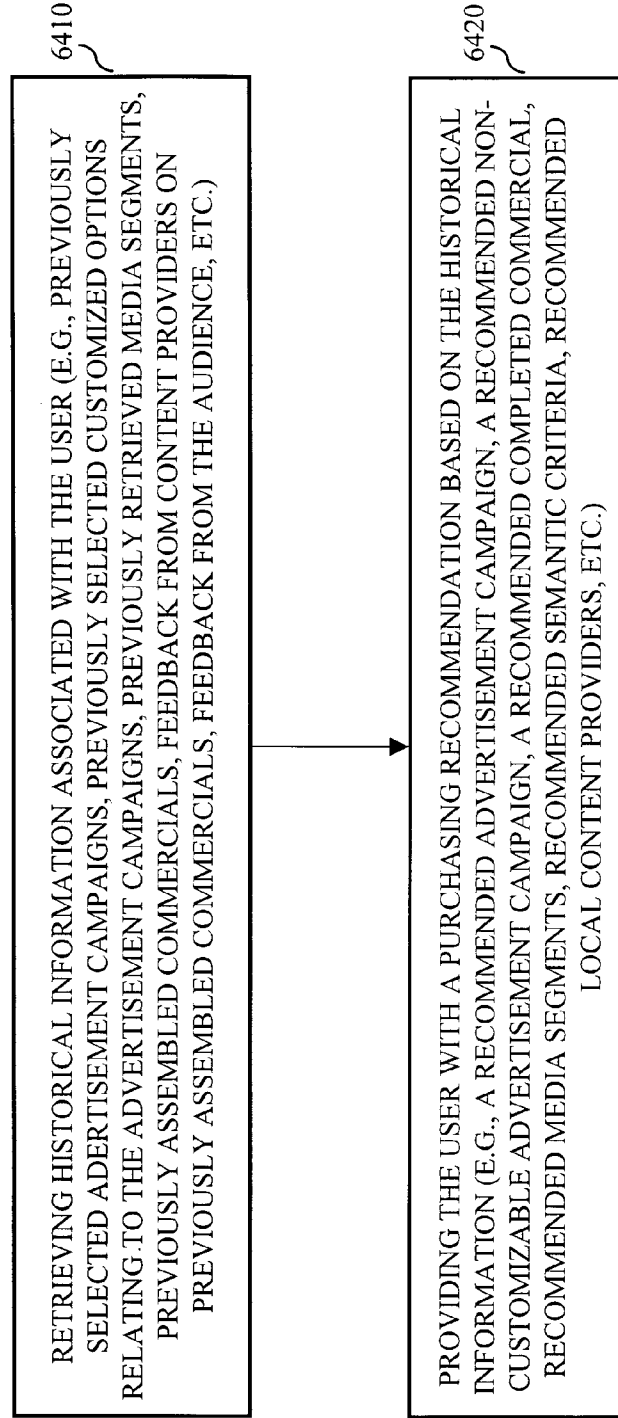 6410
RETRIEVING HISTORICAL INFORMATION ASSOCIATED WITH THE USER (E.G., PREVIOUSLY
SELECTED ADERTISEMENT CAMPAIGNS, PREVIOUSLY SELECTED CUSTOMIZED OPTIONS
RELATING TO THE ADVERTISEMENT CAMPAIGNS, PREVIOUSLY RETRIEVED MEDIA SEGMENTS,
PREVIOUSLY ASSEMBLED COMMERCIALS, FEEDBACK FROM CONTENT PROVIDERS ON
PREVIOUSLY ASSEMBLED COMMERCIALS, FEEDBACK FROM THE AUDIENCE, ETC.)
6420
PROVIDING THE USER WITH A PURCHASING RECOMMENDATION BASED ON THE HISTORICAL
INFORMATION (E.G., A RECOMMENDED ADVERTISEMENT CAMPAIGN, A RECOMMENDED NON-
CUSTOMIZABLE ADVERTISEMENT CAMPAIGN, A RECOMMENDED COMPLETED COMMERCIAL,
RECOMMENDED MEDIA SEGMENTS, RECOMMENDED SEMANTIC CRITERIA, RECOMMENDED
LOCAL CONTENT PROVIDERS, ETC.)